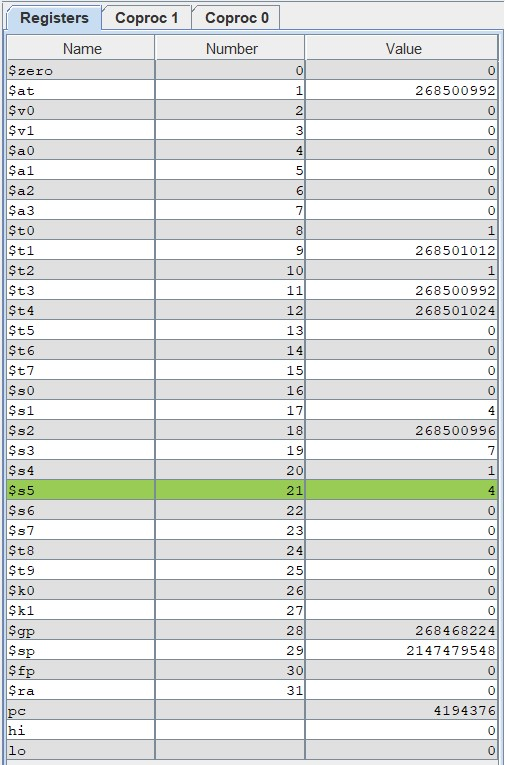 Registers Coproc 1 Coproc 0
Name Number Value
$zero 0 0
$at 1 268500992
$v0 2 0
$v1 3 0
$a0 4 0
$a1 5 0
$a2 6 0
$a3 7 0
$t0 8 1
$t1 9 268501012
$t2 10 1
$t3 11 268500992
$t4 12 268501024
$t5 13 0
$t6 14 0
$t7 15 0
$s0 16 0
$s1 17 4
$s2 18 268500996
$s3 19 7
$s4 20 1
$s5 21 4
$s6 22 0
$s7 23 0
$t8 24 0
$t9 25 0
$k0 26 0
$k1 27 0
$gp 28 268468224
$sp 29 2147479548
$fp 30 0
$ra 31 0
pc 4194376
hi 0
lo 0